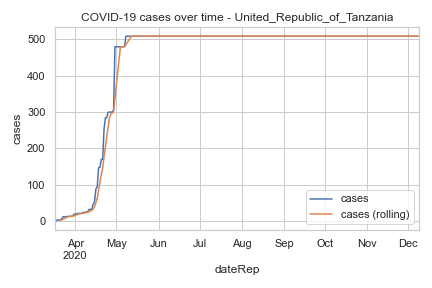 COVID-19 cases over time - United_Republic_of_Tanzania
500
400
300
200
100
0
cases
cases
cases (rolling)
Apr May Jun Jul Aug Sep Oct Nov Dec
2020
dateRep